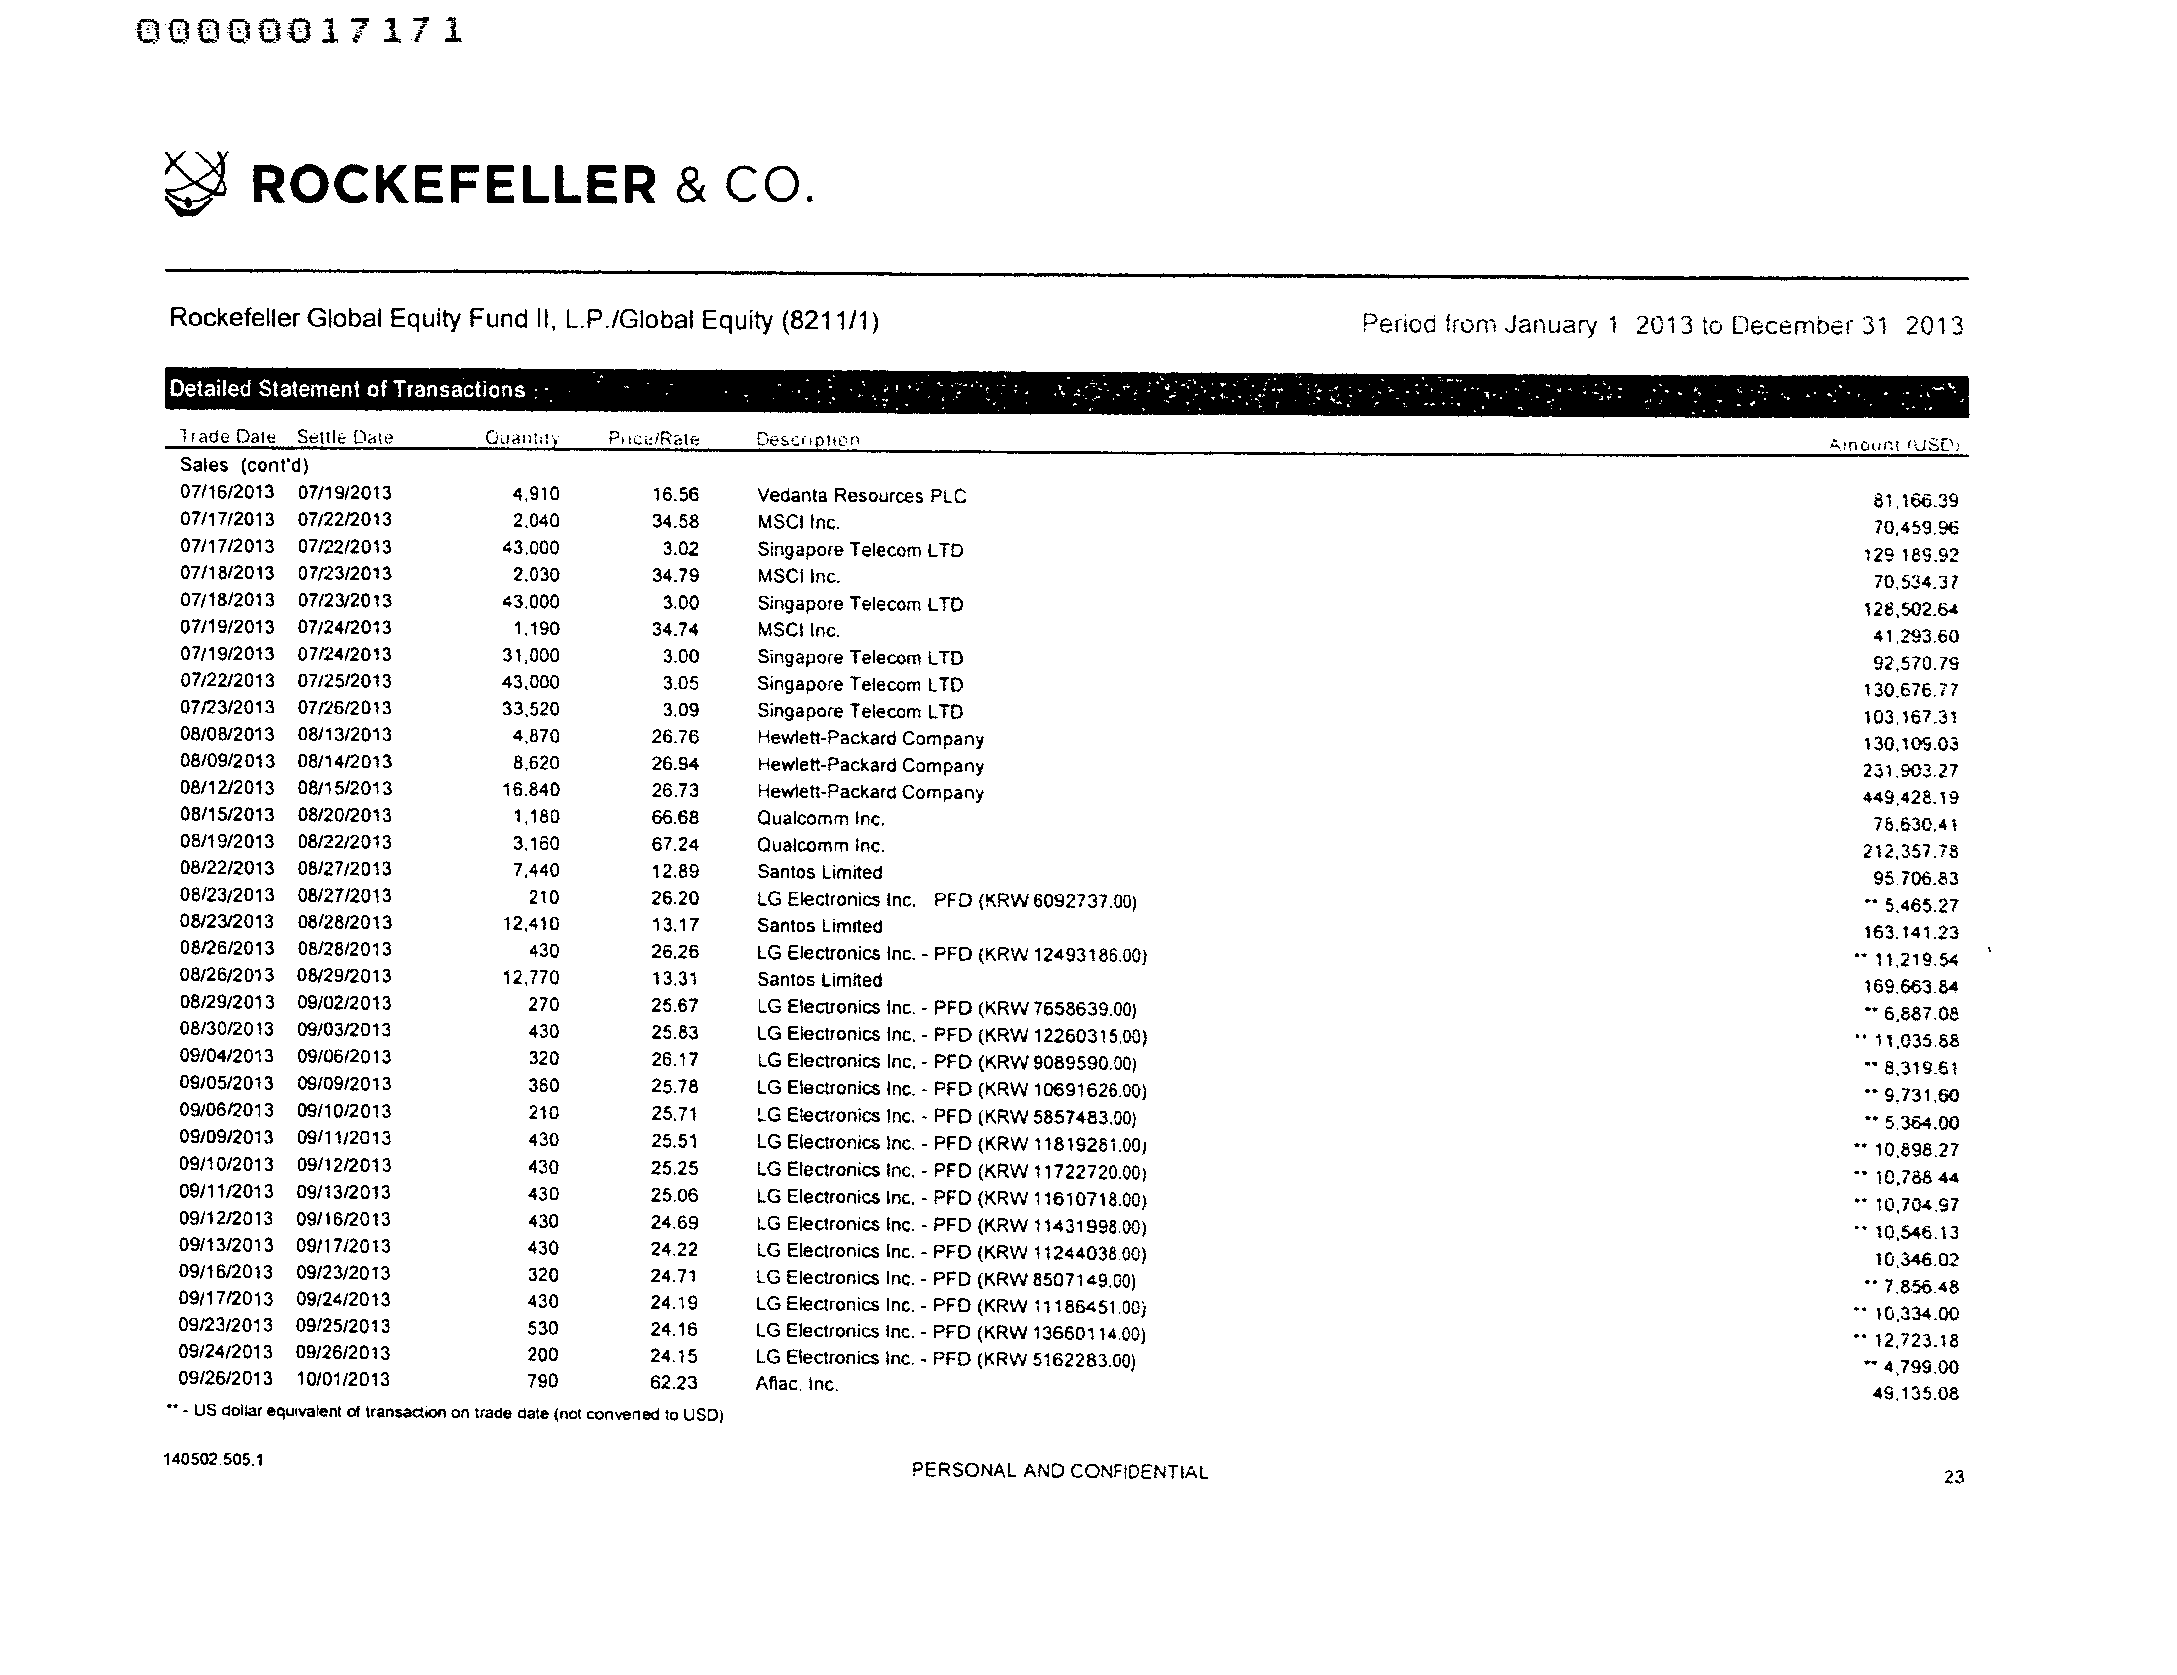 00000017171
ROCKEFELLER & CO.
Rockefeller Global Equity Fund II, L.P./Global Equity (8211/1) Period from January 1 2013 to December 31 2013
Detailed Statement of Transactions
Trade Date Settle Date Quantity Price/Rate Description Amount (USD)
Sales (cont'd)
07/16/2013 07/19/2013 4,910 16.56 Vedanta Resources PLC 81,166.39
07/17/2013 07/22/2013 2,040 34.58 MSCI Inc. 70,459.96
07/17/2013 07/22/2013 43,000 3.02 Singapore Telecom LTD 129 189.92
07/18/2013 07/23/2013 2,030 34.79 MSCI Inc. 70,534.37
07/18/2013 07/23/2013 43,000 3.00 Singapore Telecom LTD 128,502.64
07/19/2013 07/24/2013 1,190 34.74 MSCI Inc. 41,293.60
07/19/2013 07/24/2013 31,000 3.00 Singapore Telecom LTD 92,570.79
07/22/2013 07/25/2013 43,000 3.05 Singapore Telecom LTD 130,676.77
07/23/2013 07/26/2013 33,520 3.09 Singapore Telecom LTD 103,167.31
08/08/2013 08/13/2013 4,870 26.76 Hewlett-Packard Company 130,109.03
08/09/2013 08/14/2013 8,620 26.94 Hewlett-Packard Company 231,903.27
08/12/2013 08/15/2013 16,840 26.73 Hewlett-Packard Company 449,428.19
08/15/2013 08/20/2013 1,180 66.68 Qualcomm Inc. 78,630.41
08/19/2013 08/22/2013 3,160 67.24 Qualcomm Inc. 212,357.78
08/22/2013 08/27/2013 7,440 12.89 Santos Limited 95 706.83
08/23/2013 08/27/2013 210 26.20 LG Electronics Inc. PFD (KRW 6092737.00) ** 5,465.27
08/23/2013 08/28/2013 12,410 13.17 Santos Limited 163,141.23
08/26/2013 08/28/2013 430 26.26 LG Electronics Inc. - PFD (KRW 12493186.00) ** 11,219.54
08/26/2013 08/29/2013 12,770 13.31 Santos Limited 169,663.84
08/29/2013 09/02/2013 270 25.67 LG Electronics Inc. - PFD (KRW 7658639.00) ** 6,887.08
08/30/2013 09/03/2013 430 25.83 LG Electronics Inc. - PFD (KRW 12260315.00) ** 11,035.88
09/04/2013 09/06/2013 320 26.17 LG Electronics Inc. - PFD (KRW 9089590.00) ** 8,319.61
09/05/2013 09/09/2013 380 25.78 LG Electronics Inc. - PFD (KRW 10691626.00) ** 9,731.60
09/06/2013 09/10/2013 210 25.71 LG Electronics Inc. - PFD (KRW 5857483.00) ** 5,364.00
09/09/2013 09/11/2013 430 25.51 LG Electronics Inc. - PFD (KRW 11819281.00) ** 10,898.27
09/10/2013 09/12/2013 430 25.25 LG Electronics Inc. - PFD (KRW 11722720.00) ** 10,788 44
09/11/2013 09/13/2013 430 25.06 LG Electronics Inc. - PFD (KRW 11610718.00) ** 10,704.97
09/12/2013 09/16/2013 430 24.69 LG Electronics Inc. - PFD (KRW 11431998.00) ** 10,546.13
09/13/2013 09/17/2013 430 24.22 LG Electronics Inc. - PFD (KRW 11244038.00) 10,346.02
09/16/2013 09/23/2013 320 24.71 LG Electronics Inc. - PFD (KRW 8507149.00) ** 7,856.48
09/17/2013 09/24/2013 430 24.19 LG Electronics Inc. - PFD (KRW 11186451.00) ** 10,334.00
09/23/2013 09/25/2013 530 24.16 LG Electronics Inc. - PFD (KRW 13660114.00) ** 12,723.18
09/24/2013 09/26/2013 200 24.15 LG Electronics Inc. - PFD (KRW 5162283.00) ** 4,799.00
09/26/2013 10/01/2013 790 62.23 Aflac, Inc. 49,135.08
** - US dollar equivalent of transaction on trade date (not converted to USD)
140502.505.1 PERSONAL AND CONFIDENTIAL 23